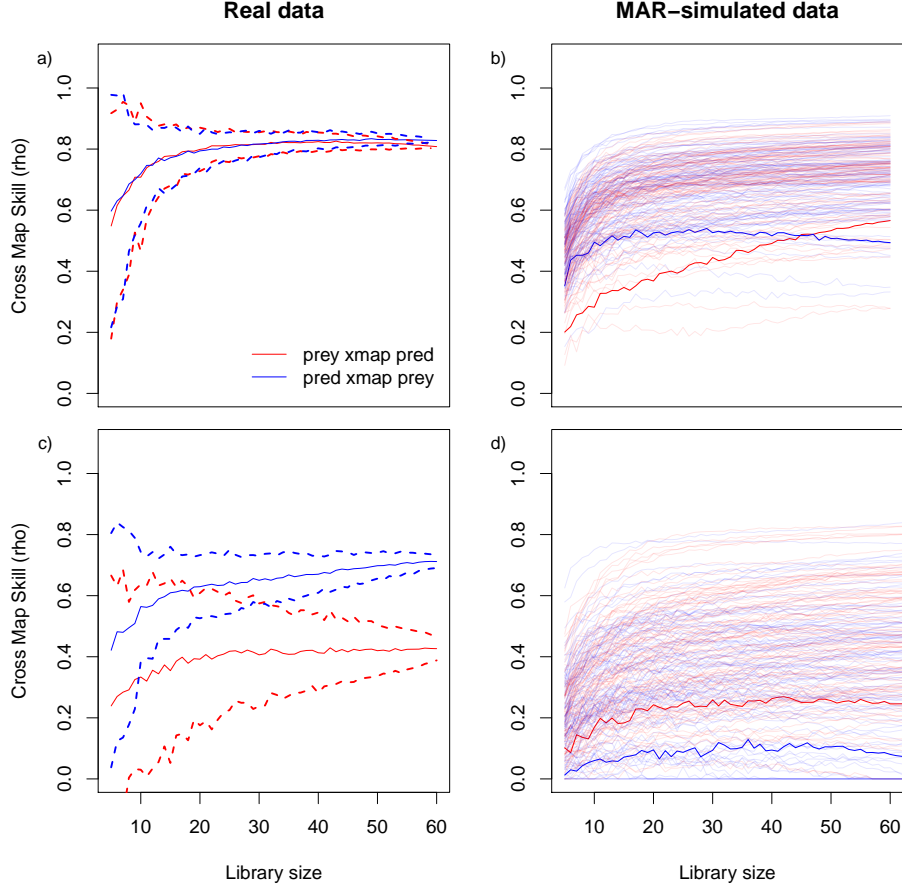 Real data
MAR−simulated data
a)
b)
Cross Map Skill (rho)
0.0
0.2
0.4
0.6
0.8
1.0
prey xmap pred
pred xmap prey
0.0
0.2
0.4
0.6
0.8
1.0
c)
d)
Cross Map Skill (rho)
0.0
0.2
0.4
0.6
0.8
1.0
0.0
0.2
0.4
0.6
0.8
1.0
10 20 30 40 50 60
10 20 30 40 50 60
Library size
Library size